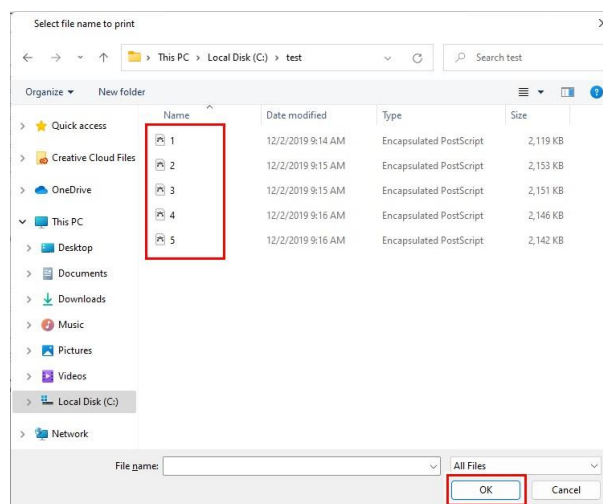 Select file name to print
This PC > Local Disk (C:) > test
Search test
Organize
New folder
Name Date modified Type Size
Quick access
Creative Cloud Files
OneDrive
This PC
Desktop
Documents
Downloads
Music
Pictures
Videos
Local Disk (C:)
Network
1 12/2/2019 9:14 AM Encapsulated PostScript 2,119 KB
2 12/2/2019 9:15 AM Encapsulated PostScript 2,153 KB
3 12/2/2019 9:15 AM Encapsulated PostScript 2,151 KB
4 12/2/2019 9:16 AM Encapsulated PostScript 2,146 KB
5 12/2/2019 9:16 AM Encapsulated PostScript 2,142 KB
File name:
All Files
OK
Cancel